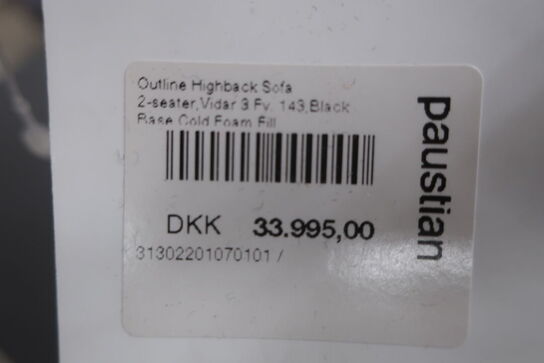 Outline Highback Sofa
2-seater,Vidar 3 Fv. 143,Black
Base Cold Foam Fill
DKK 33.995,00
31302201070101 /
paustian